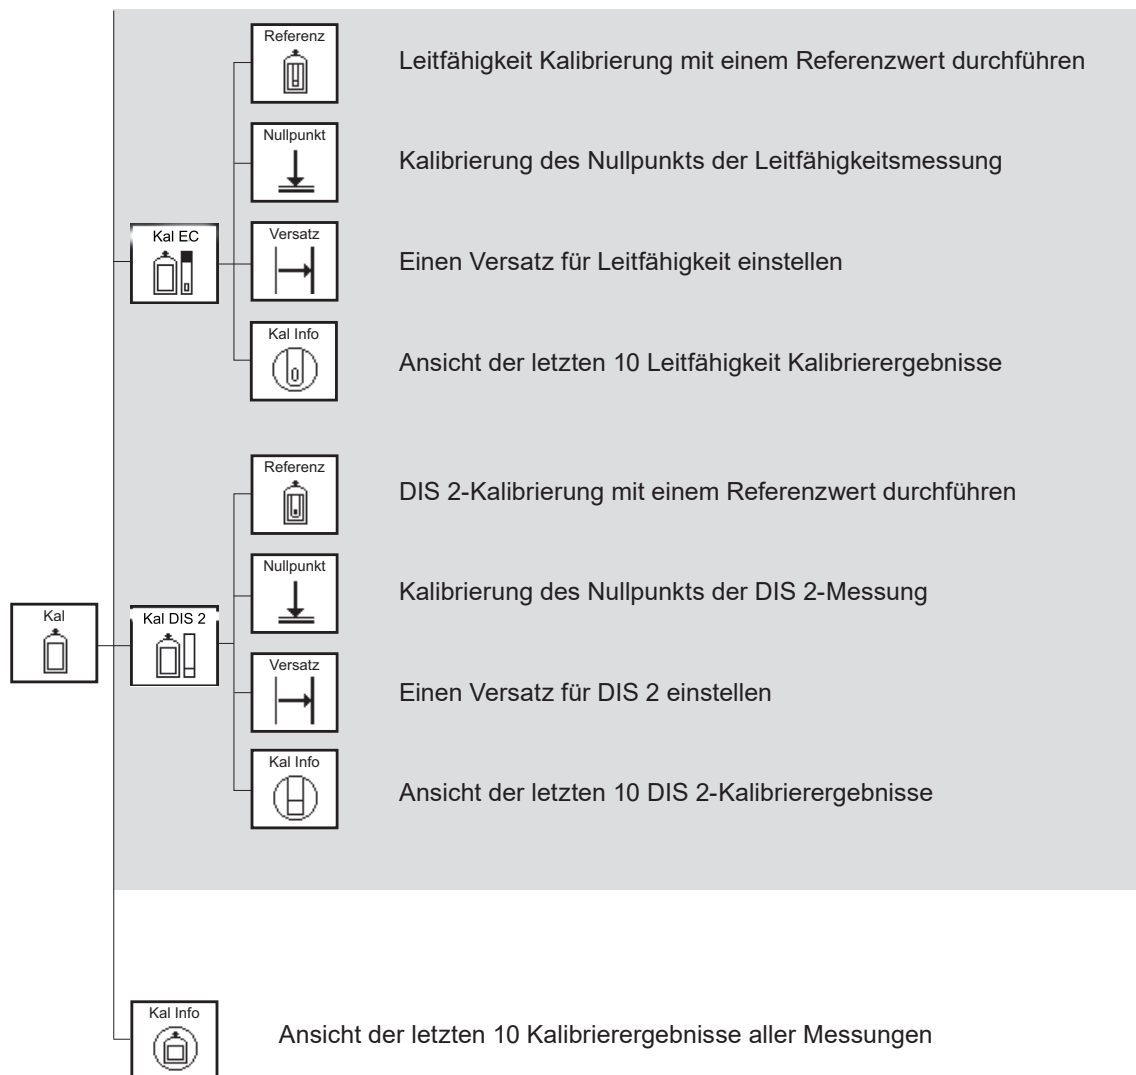 Referenz
Leitfähigkeit Kalibrierung mit einem Referenzwert durchführen
Nullpunkt
Kalibrierung des Nullpunkts der Leitfähigkeitsmessung
Kal EC
Versatz
Einen Versatz für Leitfähigkeit einstellen
Kal Info
Ansicht der letzten 10 Leitfähigkeit Kalibrierergebnisse
Referenz
DIS 2-Kalibrierung mit einem Referenzwert durchführen
Nullpunkt
Kalibrierung des Nullpunkts der DIS 2-Messung
Kal
Kal DIS 2
Versatz
Einen Versatz für DIS 2 einstellen
Kal Info
Ansicht der letzten 10 DIS 2-Kalibrierergebnisse
Kal Info
Ansicht der letzten 10 Kalibrierergebnisse aller Messungen